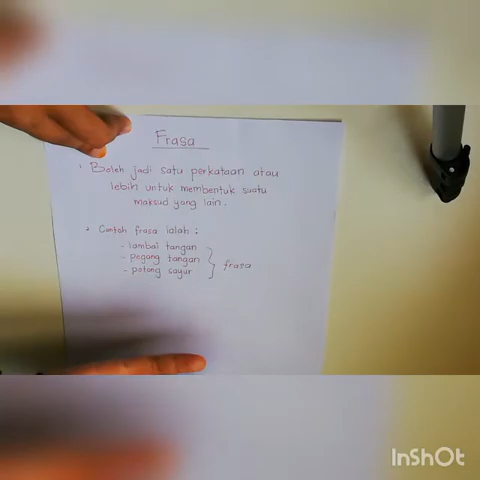 Frasa
• Boleh jadi satu perkataan atau
lebih untuk membentuk suatu
maksud yang lain.
• Contoh frasa ialah :
- lambai tangan
- pegang tangan
- potong sayur
} frasa
InShOt